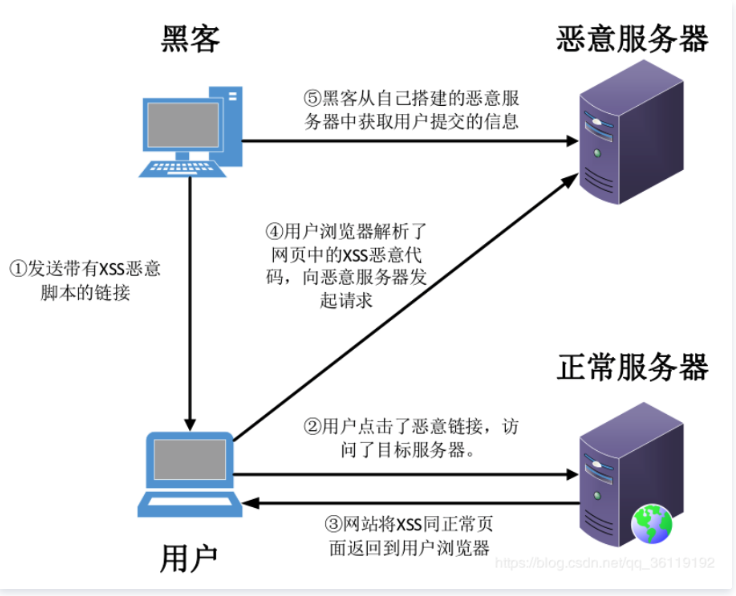 黑客
恶意服务器
⑤黑客从自己搭建的恶意服
务器中获取用户提交的信息
④用户浏览器解析了
网页中的XSS恶意代
码，向恶意服务器发
起请求
①发送带有XSS恶意
脚本的链接
正常服务器
②用户点击了恶意链接，访
问了目标服务器。
③网站将XSS同正常页
面返回到用户浏览器
用户
https://blog.csdn.net/qq_36119192